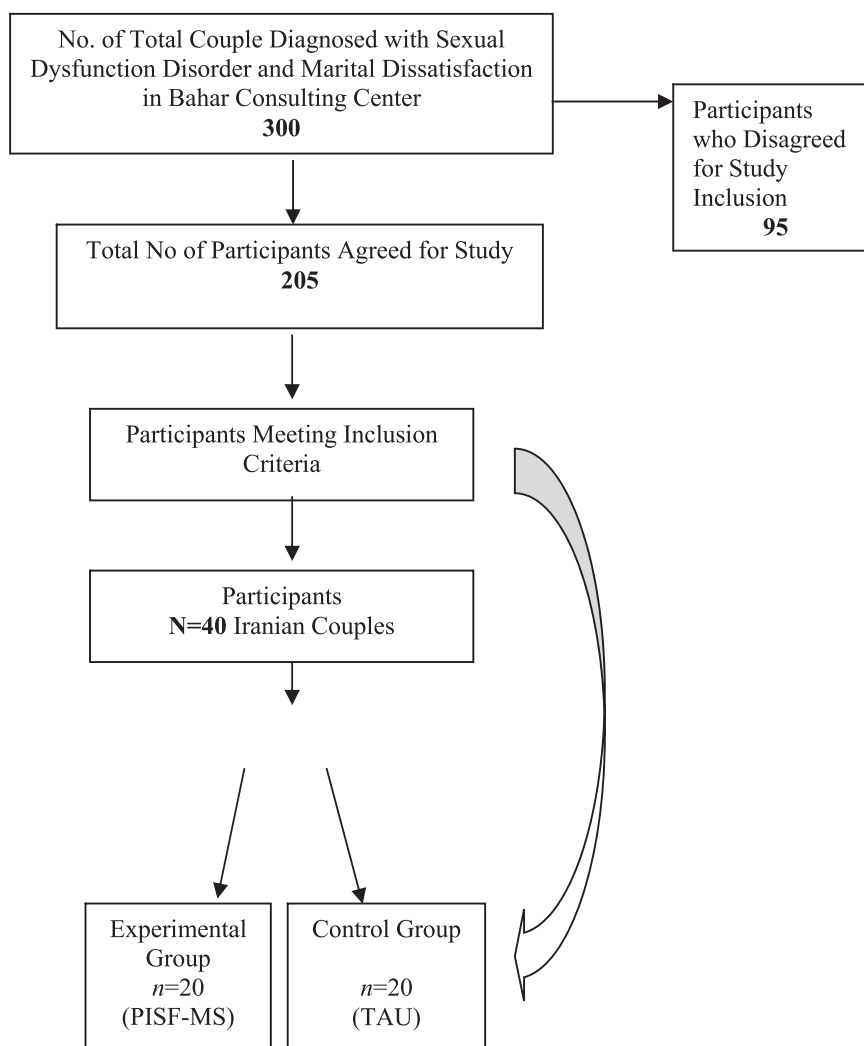 No. of Total Couple Diagnosed with Sexual
Dysfunction Disorder and Marital Dissatisfaction
in Bahar Consulting Center
300
Participants
who Disagreed
for Study
Inclusion
95
Total No of Participants Agreed for Study
205
Participants Meeting Inclusion
Criteria
Participants
N=40 Iranian Couples
Experimental
Group
n=20
(PISF-MS)
Control Group
n=20
(TAU)